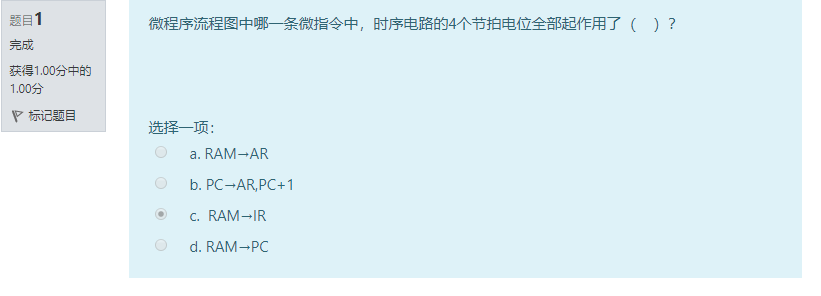 题目1
完成
获得1.00分中的
1.00分
标记题目
微程序流程图中哪一条微指令中，时序电路的4个节拍电位全部起作用了（　）？
选择一项：
a. RAM→AR
b. PC→AR,PC+1
c. RAM→IR
d. RAM→PC